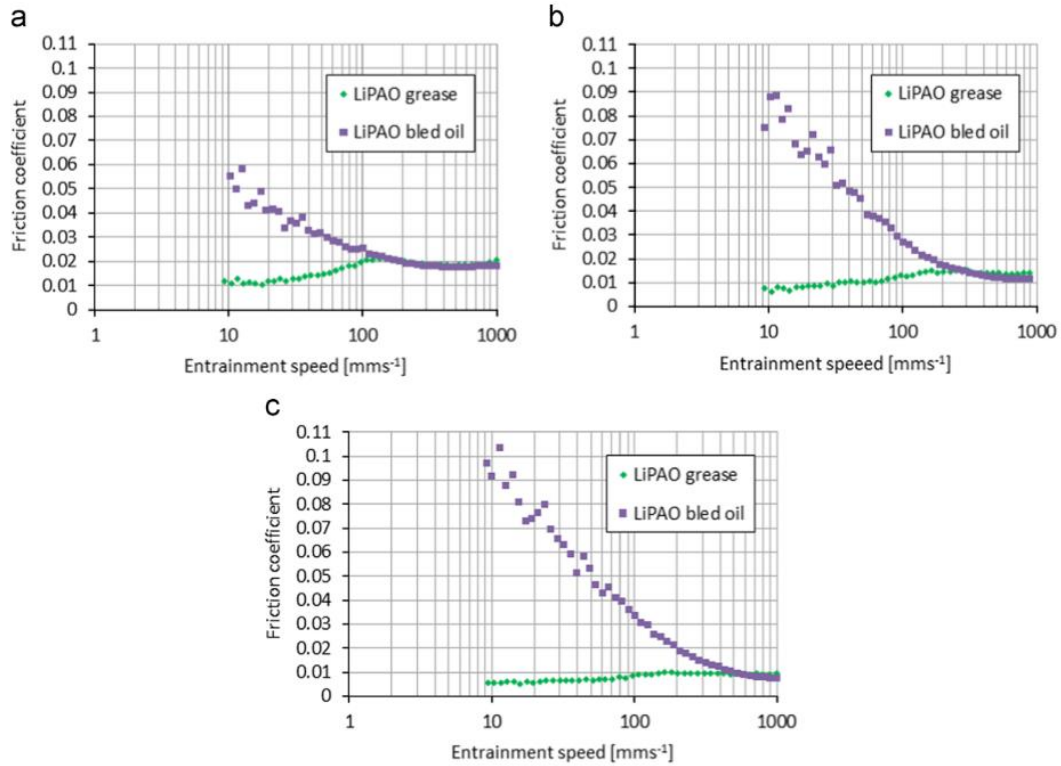 a
0.11
0.1
0.09
0.08
0.07
0.06
0.05
0.04
0.03
0.02
0.01
0
Friction coefficient
LiPAO grease
LiPAO bled oil
1 10 100 1000
Entrainment speed [mms-1]
b
0.11
0.1
0.09
0.08
0.07
0.06
0.05
0.04
0.03
0.02
0.01
0
Friction coefficient
LiPAO grease
LiPAO bled oil
1 10 100 1000
Entrainment speeed [mms-1]
c
0.11
0.1
0.09
0.08
0.07
0.06
0.05
0.04
0.03
0.02
0.01
0
Friction coefficient
LiPAO grease
LiPAO bled oil
1 10 100 1000
Entrainment speed [mms-1]